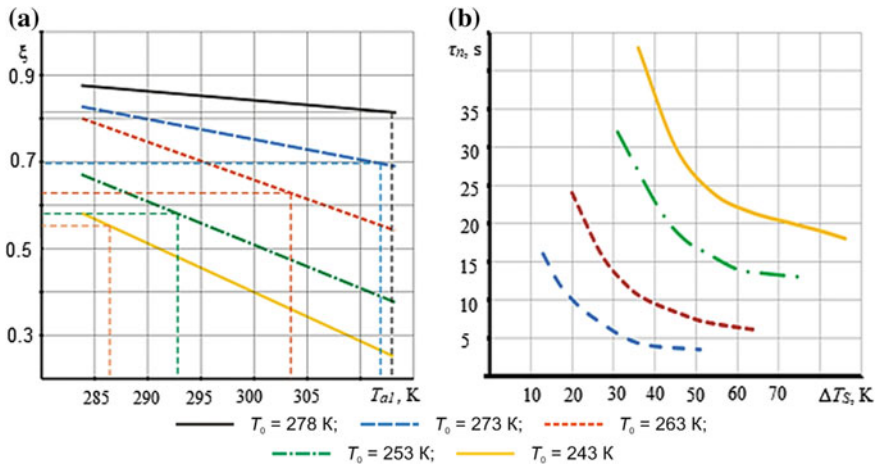 (a)
ξ
0.9
0.7
0.5
0.3
285 290 295 300 305 Ta1, K
(b)
τn, s
35
30
25
20
15
10
5
10 20 30 40 50 60 70 ΔTS, K
T0 = 278 K; T0 = 273 K; T0 = 263 K;
T0 = 253 K; T0 = 243 K